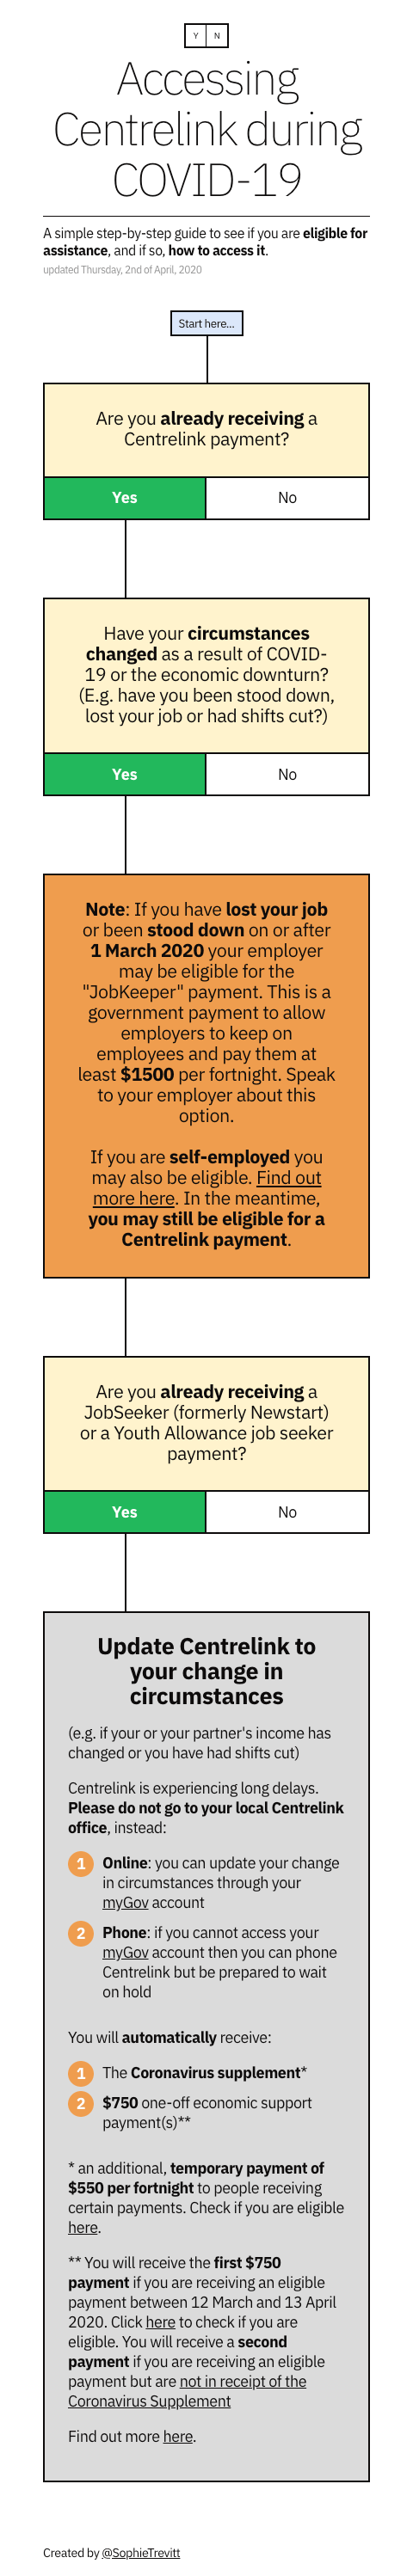 Y N
Accessing
Centrelink during
COVID-19
A simple step-by-step guide to see if you are eligible for
assistance, and if so, how to access it.
updated Thursday, 2nd of April, 2020
Start here...
Are you already receiving a
Centrelink payment?
Yes No
Have your circumstances
changed as a result of COVID-
19 or the economic downturn?
(E.g. have you been stood down,
lost your job or had shifts cut?)
Yes No
Note: If you have lost your job
or been stood down on or after
1 March 2020 your employer
may be eligible for the
"JobKeeper" payment. This is a
government payment to allow
employers to keep on
employees and pay them at
least $1500 per fortnight. Speak
to your employer about this
option.
If you are self-employed you
may also be eligible. Find out
more here. In the meantime,
you may still be eligible for a
Centrelink payment.
Are you already receiving a
JobSeeker (formerly Newstart)
or a Youth Allowance job seeker
payment?
Yes No
Update Centrelink to
your change in
circumstances
(e.g. if your or your partner's income has
changed or you have had shifts cut)
Centrelink is experiencing long delays.
Please do not go to your local Centrelink
office, instead:
1 Online: you can update your change
in circumstances through your
myGov account
2 Phone: if you cannot access your
myGov account then you can phone
Centrelink but be prepared to wait
on hold
You will automatically receive:
1 The Coronavirus supplement*
2 $750 one-off economic support
payment(s)**
* an additional, temporary payment of
$550 per fortnight to people receiving
certain payments. Check if you are eligible
here.
** You will receive the first $750
payment if you are receiving an eligible
payment between 12 March and 13 April
2020. Click here to check if you are
eligible. You will receive a second
payment if you are receiving an eligible
payment but are not in receipt of the
Coronavirus Supplement
Find out more here.
Created by @SophieTrevitt